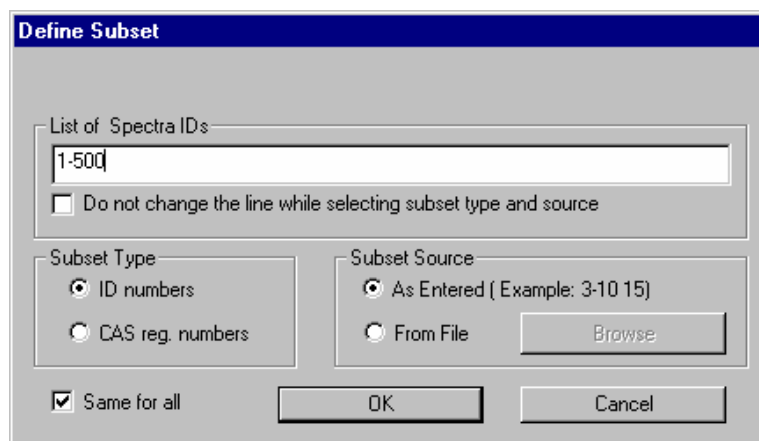 Define Subset
List of Spectra IDs
1-500
Do not change the line while selecting subset type and source
Subset Type
Subset Source
ID numbers
As Entered ( Example: 3-10 15)
CAS reg. numbers
From File
Browse
Same for all
OK
Cancel